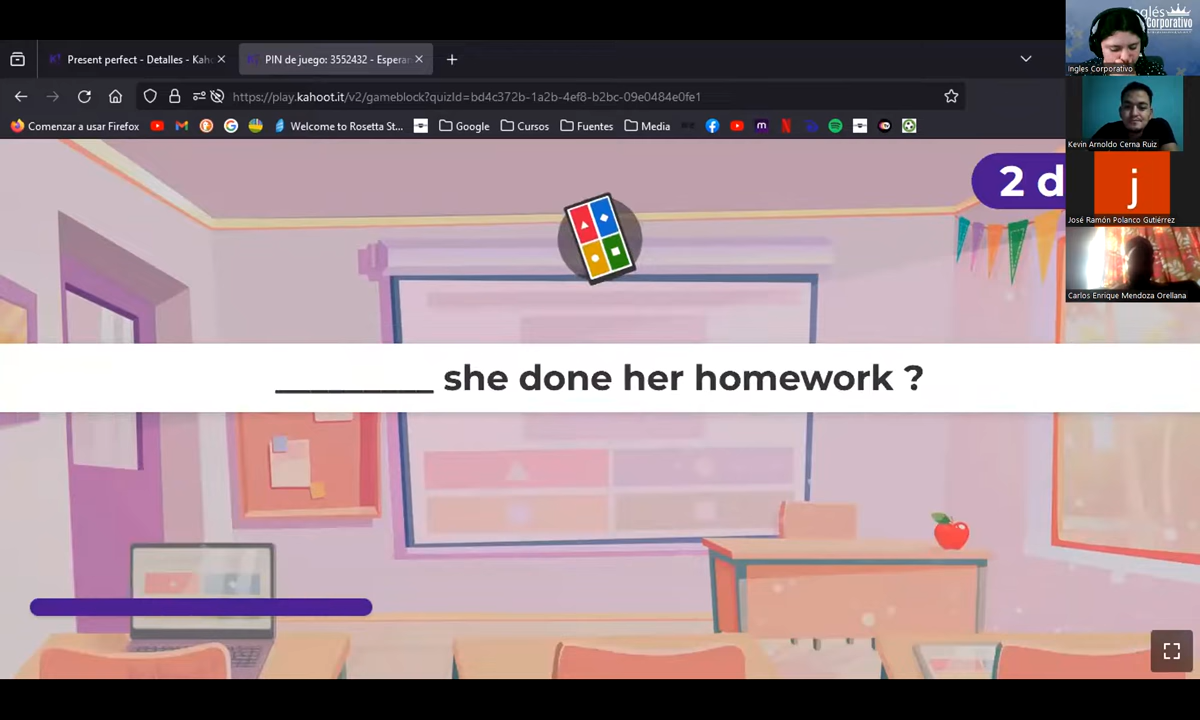 Present perfect - Detalles - Kah
PIN de juego: 3552432 - Espera
https://play.kahoot.it/v2/gameblock?quizId=bd4c372b-1a2b-4ef8-b2bc-09e0484e0fe1
Comenzar a usar Firefox
Welcome to Rosetta St...
Google
Cursos
Fuentes
Media
2 d
_________ she done her homework ?
Inglés
Corporativo
Ingles Corporativo
Kevin Arnoldo Cerna Ruiz
j
José Ramón Polanco Gutiérrez
Carlos Enrique Mendoza Orellana